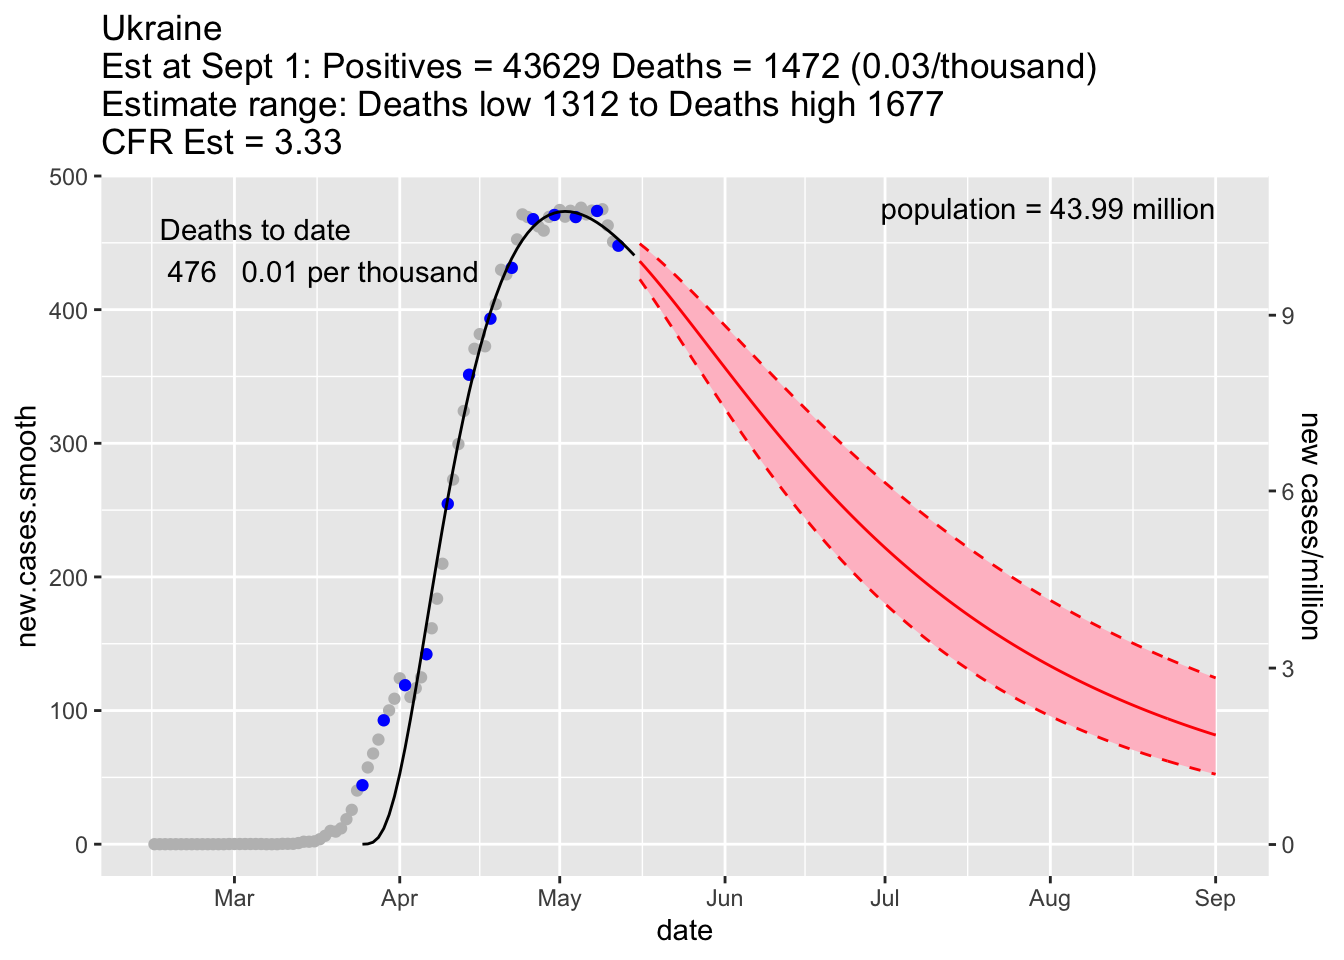 Ukraine
Est at Sept 1: Positives = 43629 Deaths = 1472 (0.03/thousand)
Estimate range: Deaths low 1312 to Deaths high 1677
CFR Est = 3.33
Deaths to date
476 0.01 per thousand
population = 43.99 million
500
400
300
200
100
0
new.cases.smooth
9
6
3
0
new cases/million
Mar Apr May Jun Jul Aug Sep
date